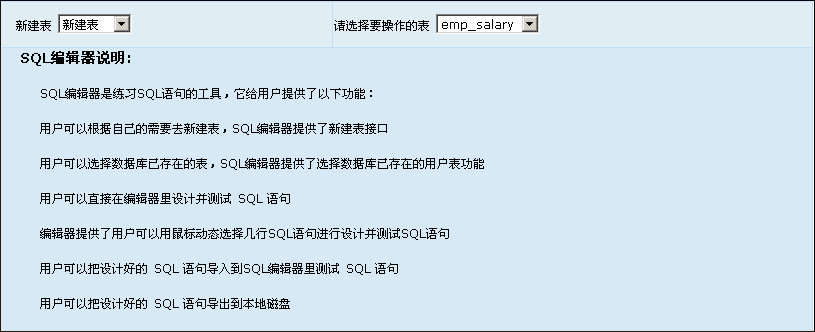 新建表 新建表 请选择要操作的表 emp_salary
SQL编辑器说明:
SQL编辑器是练习SQL语句的工具，它给用户提供了以下功能：
用户可以根据自己的需要去新建表，SQL编辑器提供了新建表接口
用户可以选择数据库已存在的表，SQL编辑器提供了选择数据库已存在的用户表功能
用户可以直接在编辑器里设计并测试 SQL 语句
编辑器提供了用户可以用鼠标动态选择几行SQL语句进行设计并测试SQL语句
用户可以把设计好的 SQL 语句导入到SQL编辑器里测试 SQL 语句
用户可以把设计好的 SQL 语句导出到本地磁盘